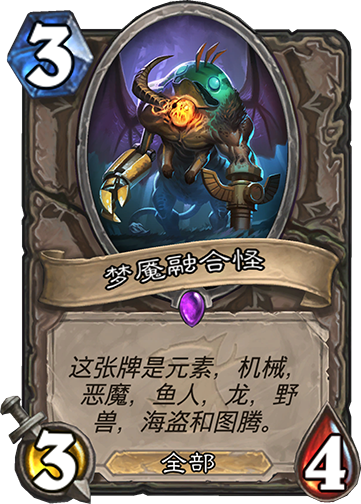 3
梦魇融合怪
这张牌是元素，机械，
恶魔，鱼人，龙，野
兽，海盗和图腾。
3
全部
4